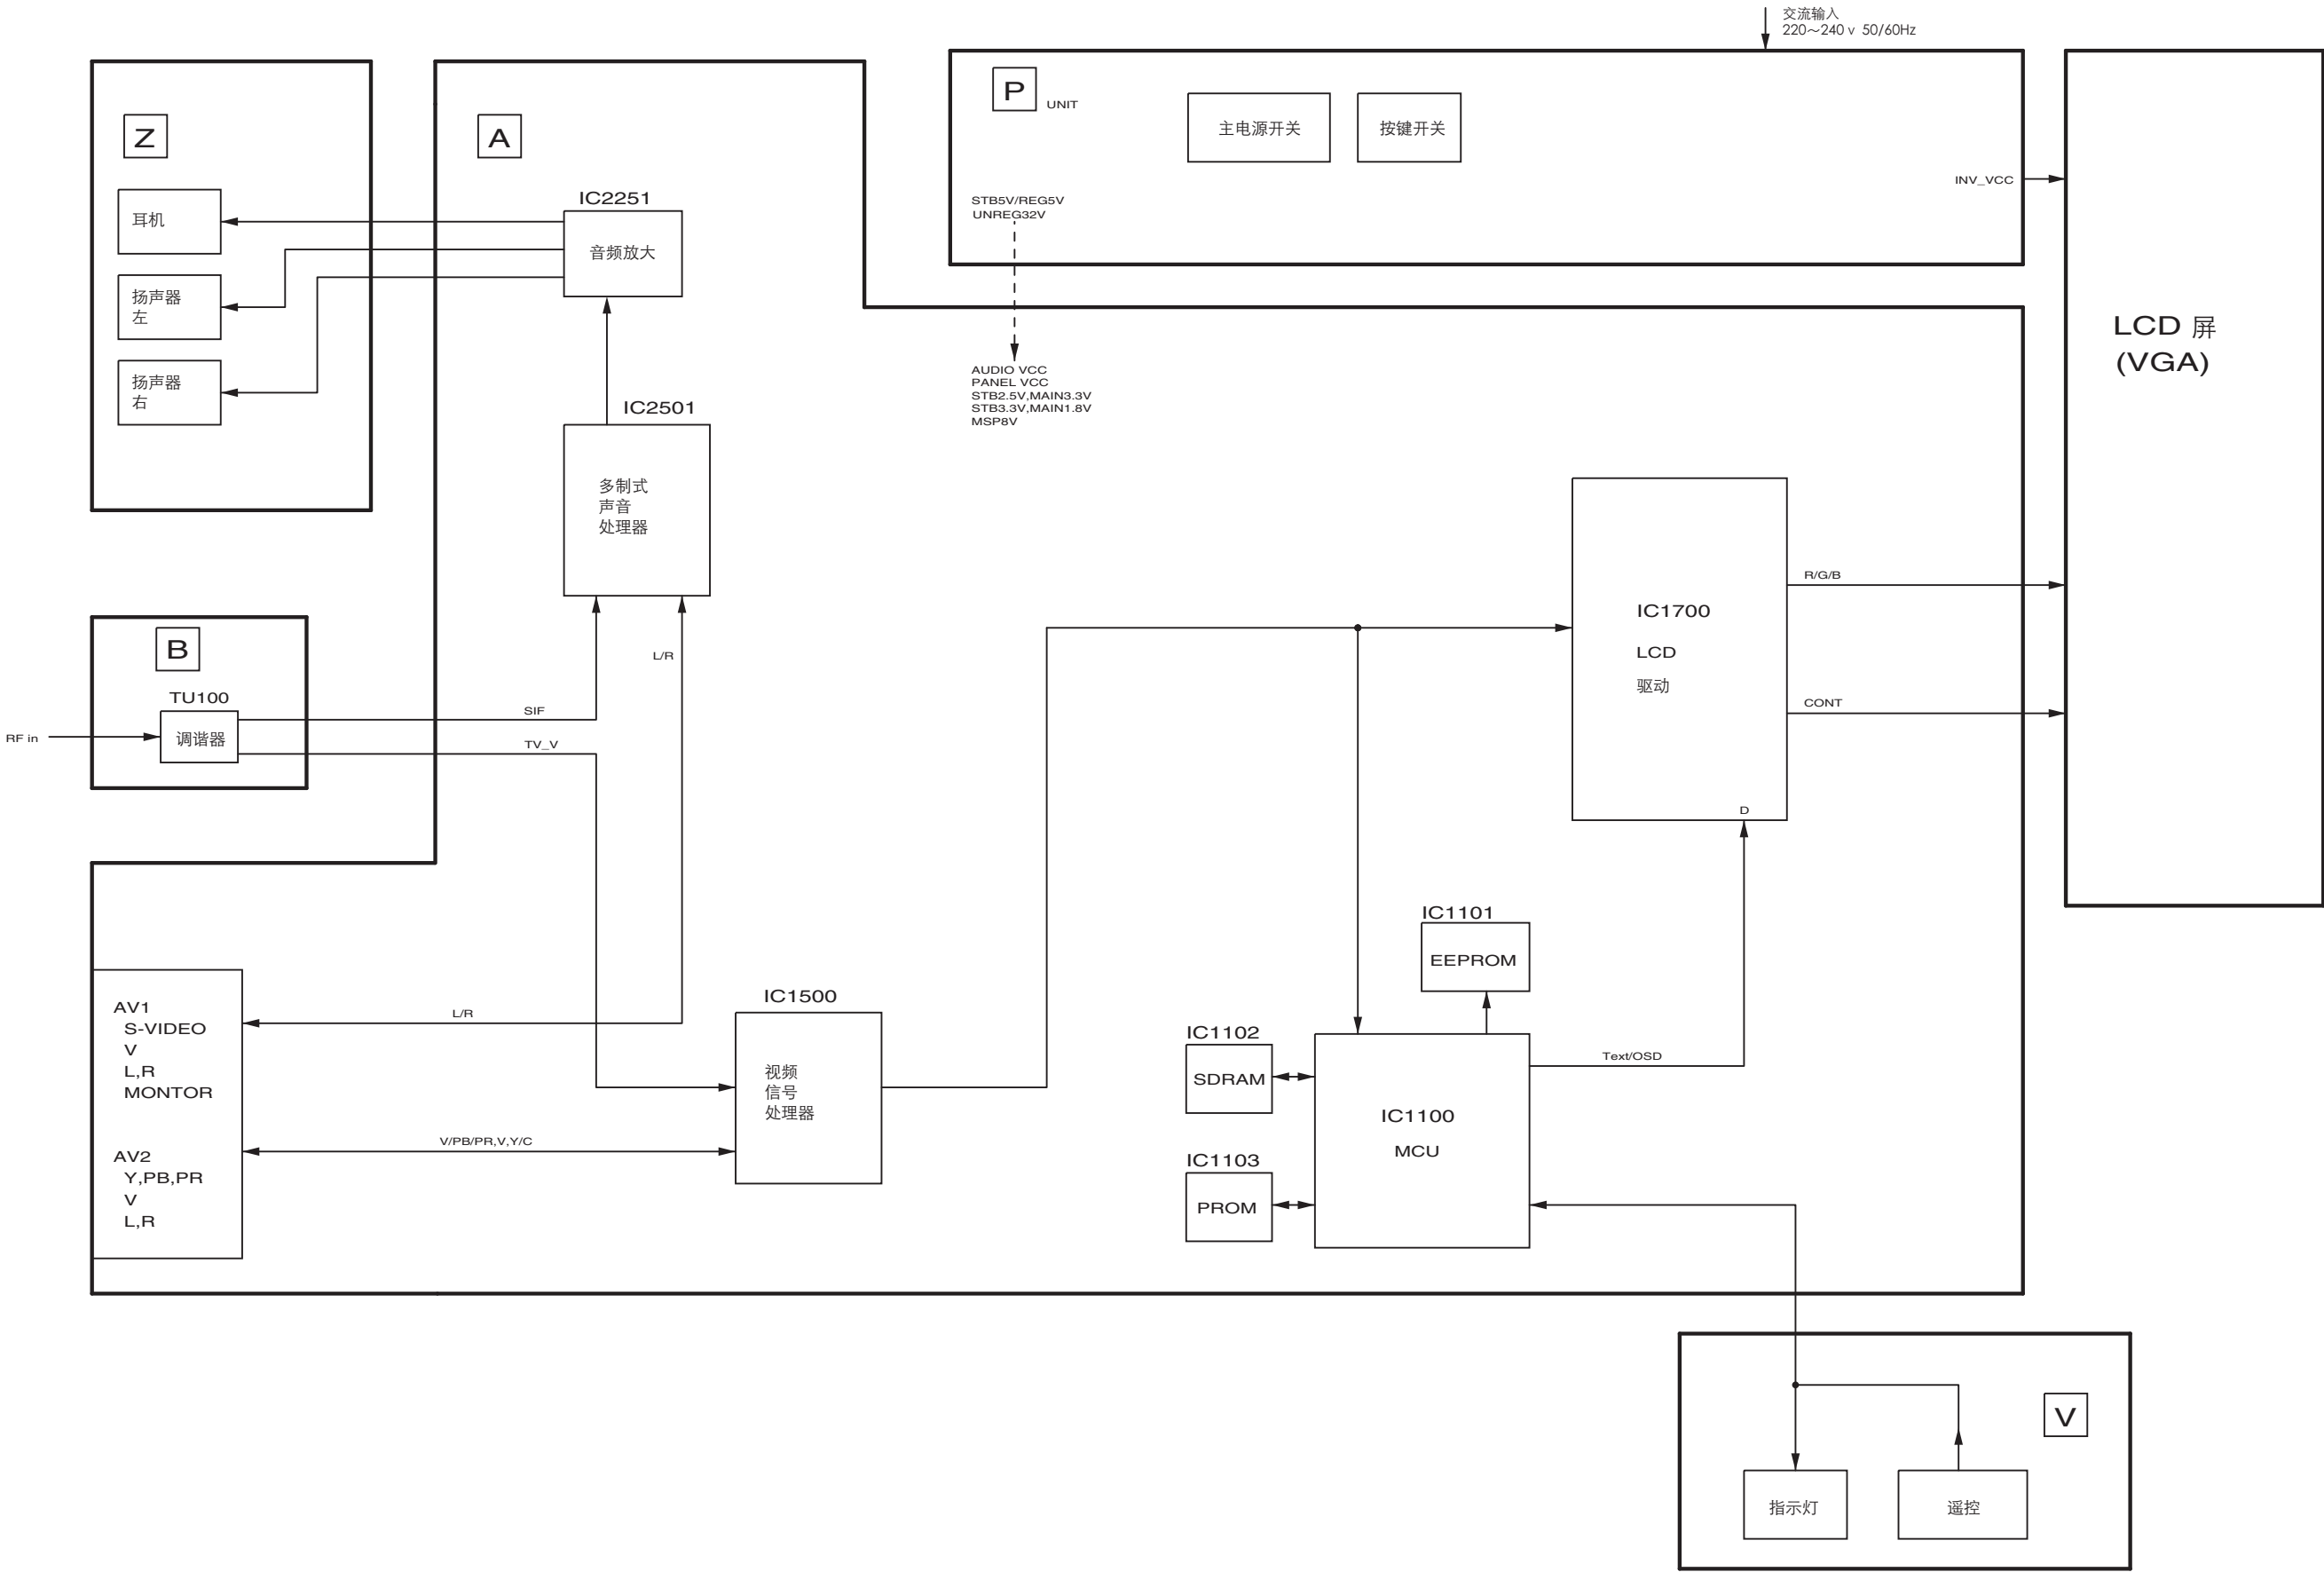 交流输入
220～240 v 50/60Hz
P
UNIT
主电源开关
按键开关
INV_VCC
STB5V/REG5V
UNREG32V
Z
耳机
扬声器
左
扬声器
右
A
IC2251
音频放大
IC2501
多制式
声音
处理器
AUDIO VCC
PANEL VCC
STB2.5V,MAIN3.3V
STB3.3V,MAIN1.8V
MSP8V
LCD 屏
(VGA)
B
TU100
调谐器
RF in
SIF
TV_V
L/R
IC1700
LCD
驱动
D
R/G/B
CONT
AV1
S-VIDEO
V
L,R
MONTOR
AV2
Y,PB,PR
V
L,R
L/R
V/PB/PR,V,Y/C
IC1500
视频
信号
处理器
IC1101
EEPROM
IC1102
SDRAM
IC1103
PROM
IC1100
MCU
Text/OSD
V
指示灯
遥控